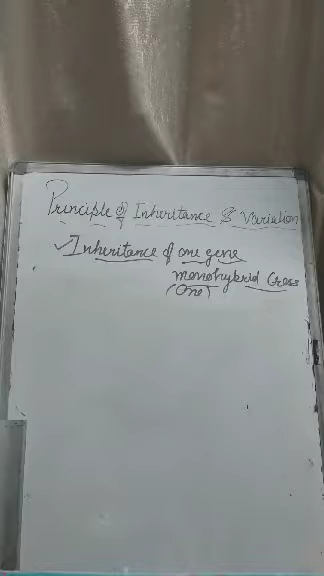 Principle of Inheritance & Variation
✓Inheritance of one gene
monohybrid Cross
(One)